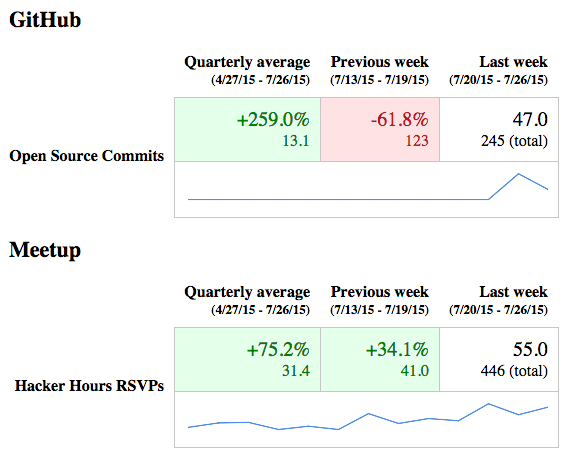 GitHub
Quarterly average Previous week Last week
(4/27/15 - 7/26/15) (7/13/15 - 7/19/15) (7/20/15 - 7/26/15)
+259.0% -61.8% 47.0
13.1 123 245 (total)
Open Source Commits
Meetup
Quarterly average Previous week Last week
(4/27/15 - 7/26/15) (7/13/15 - 7/19/15) (7/20/15 - 7/26/15)
+75.2% +34.1% 55.0
31.4 41.0 446 (total)
Hacker Hours RSVPs